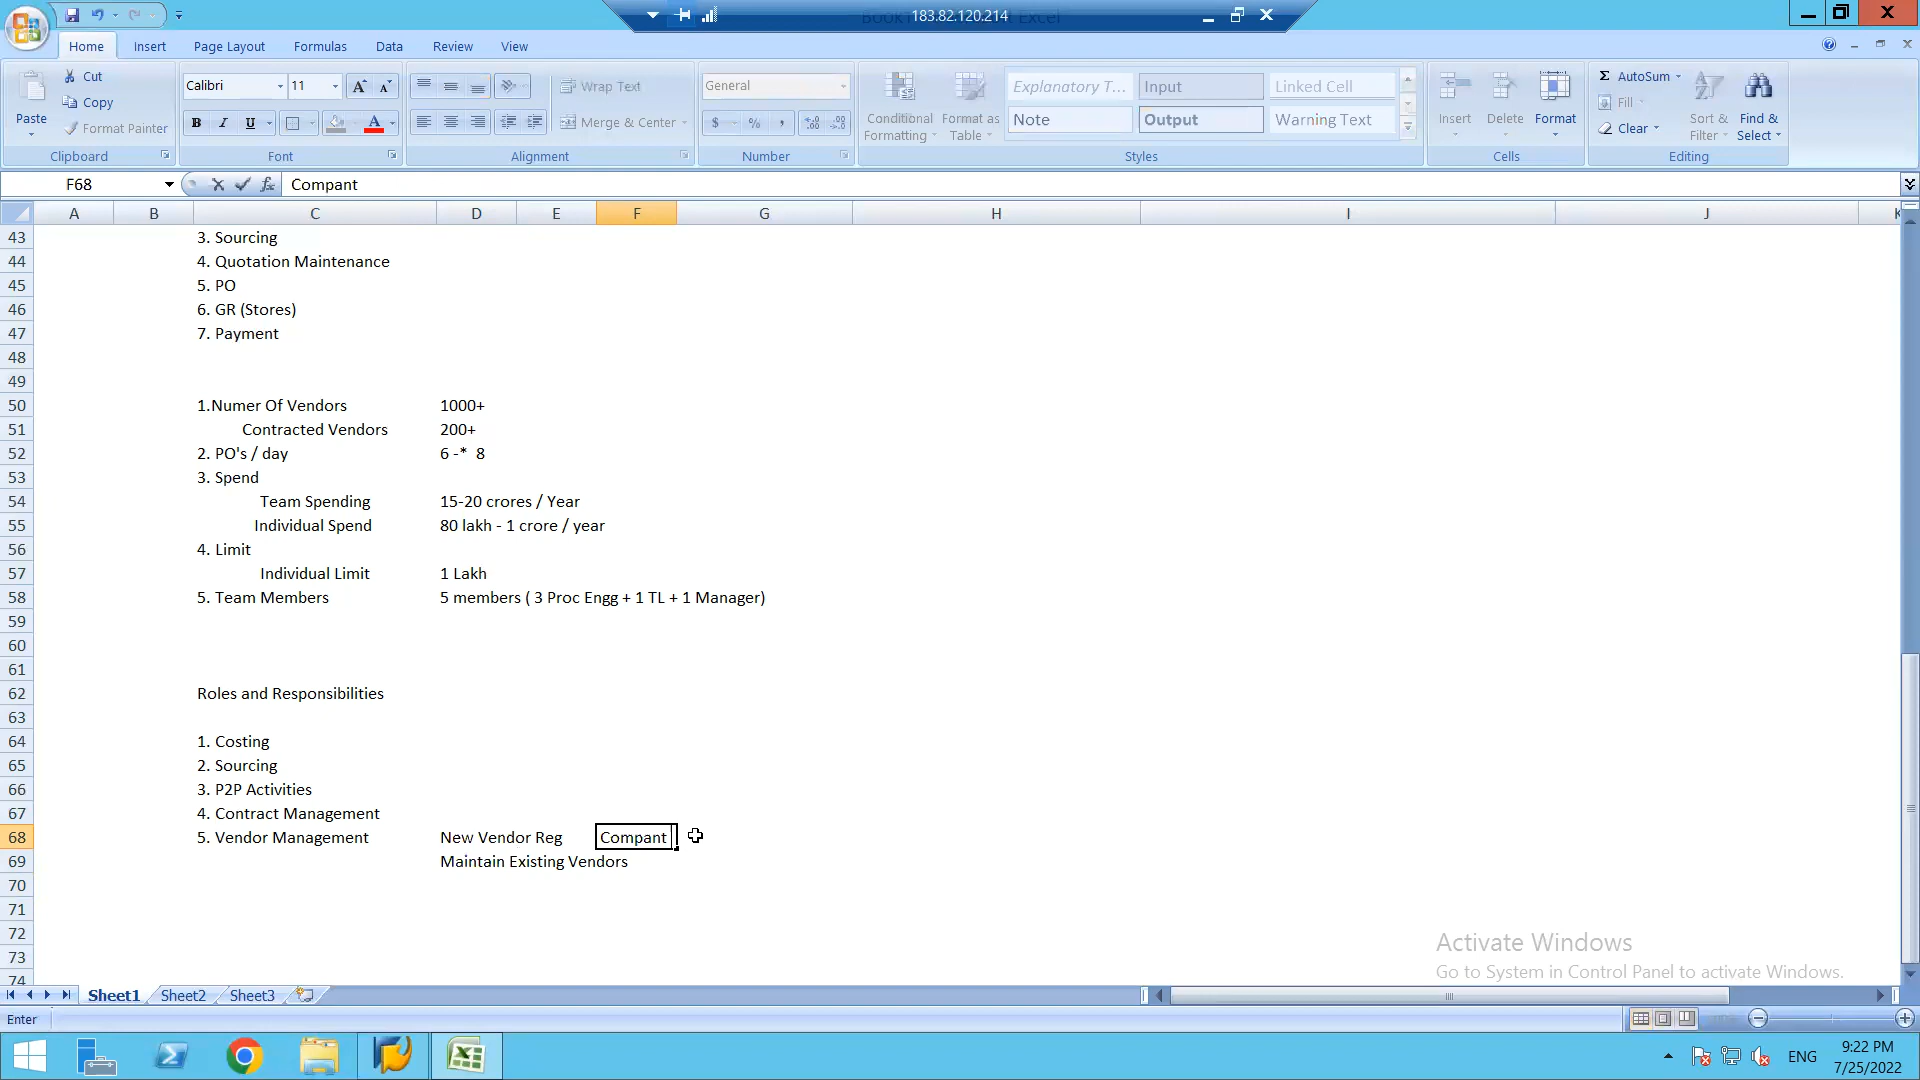 183.82.120.214
Home Insert Page Layout Formulas Data Review View
Paste Cut Copy Format Painter Clipboard
Calibri 11 B I U A Font
Wrap Text Merge & Center Alignment
General $ % , Number
Conditional Formatting Format as Table
Explanatory T... Input Linked Cell
Note Output Warning Text
Styles
Insert Delete Format Cells
Σ AutoSum Fill Clear Sort & Filter Find & Select Editing
F68 fx Compant
A B C D E F G H I J K
43 3. Sourcing
44 4. Quotation Maintenance
45 5. PO
46 6. GR (Stores)
47 7. Payment
48
49
50 1.Numer Of Vendors 1000+
51 Contracted Vendors 200+
52 2. PO's / day 6 -* 8
53 3. Spend
54 Team Spending 15-20 crores / Year
55 Individual Spend 80 lakh - 1 crore / year
56 4. Limit
57 Individual Limit 1 Lakh
58 5. Team Members 5 members ( 3 Proc Engg + 1 TL + 1 Manager)
59
60
61
62 Roles and Responsibilities
63
64 1. Costing
65 2. Sourcing
66 3. P2P Activities
67 4. Contract Management
68 5. Vendor Management New Vendor Reg Compant
69 Maintain Existing Vendors
70
71
72
73
74
Activate Windows
Go to System in Control Panel to activate Windows.
Sheet1 Sheet2 Sheet3
Enter
ENG
9:22 PM
7/25/2022